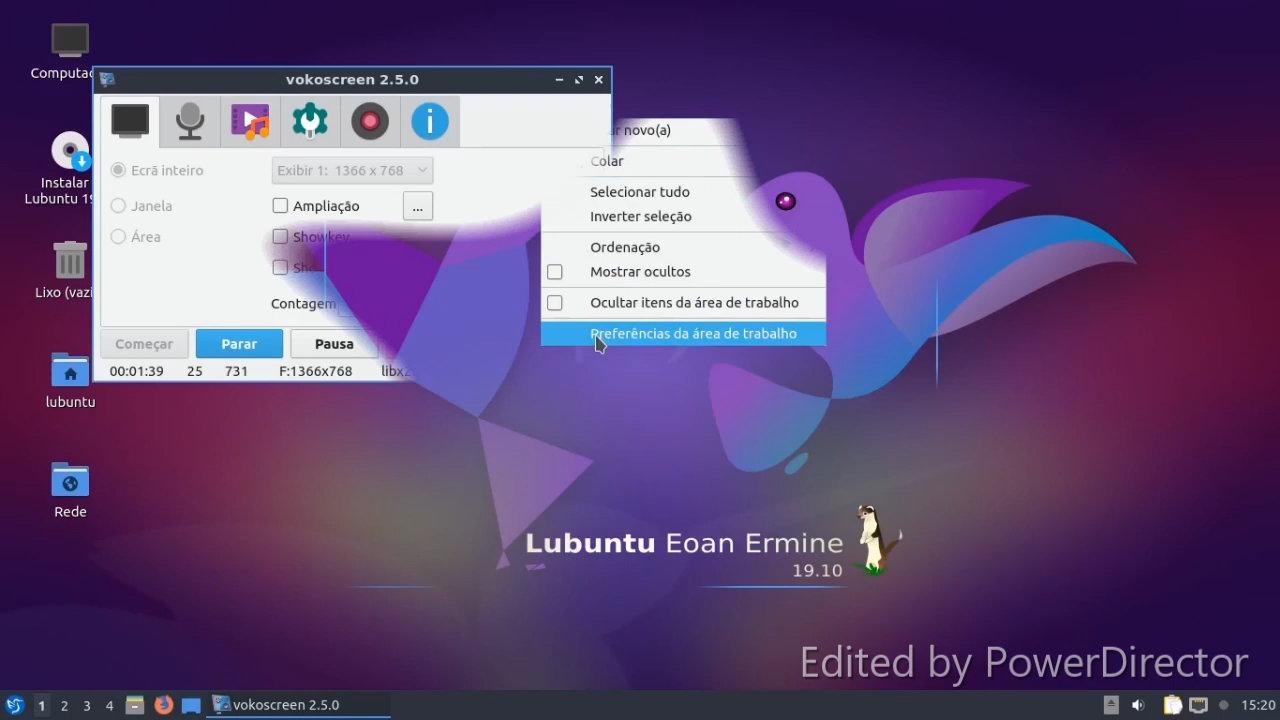 Computad
Instalar
Lubuntu 19
Lixo (vazi
lubuntu
Rede
vokoscreen 2.5.0
Ecrã inteiro
Exibir 1: 1366 x 768
Janela
Ampliação
...
Área
Showkey
Contagem
Começar
Parar
Pausa
00:01:39 25 731 F:1366x768
ar novo(a)
Colar
Selecionar tudo
Inverter seleção
Ordenação
Mostrar ocultos
Ocultar itens da área de trabalho
Preferências da área de trabalho
Lubuntu Eoan Ermine
19.10
Edited by PowerDirector
1 2 3 4
vokoscreen 2.5.0
15:20